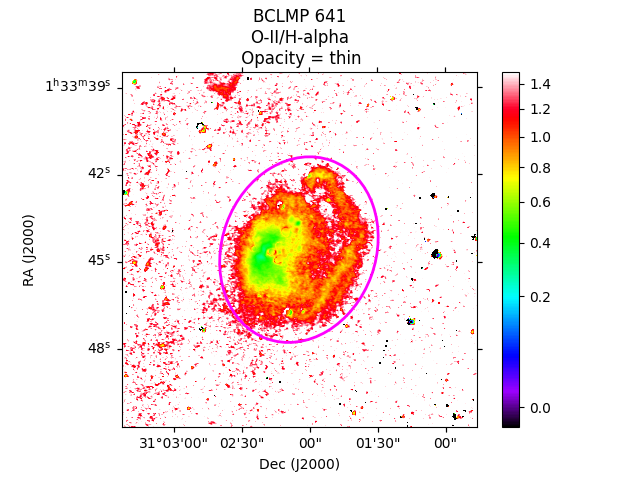 BCLMP 641
O-II/H-alpha
Opacity = thin
1ʰ33ᵐ39ˢ
42ˢ
45ˢ
48ˢ
RA (J2000)
31°03'00" 02'30" 00" 01'30" 00"
Dec (J2000)
1.4
1.2
1.0
0.8
0.6
0.4
0.2
0.0